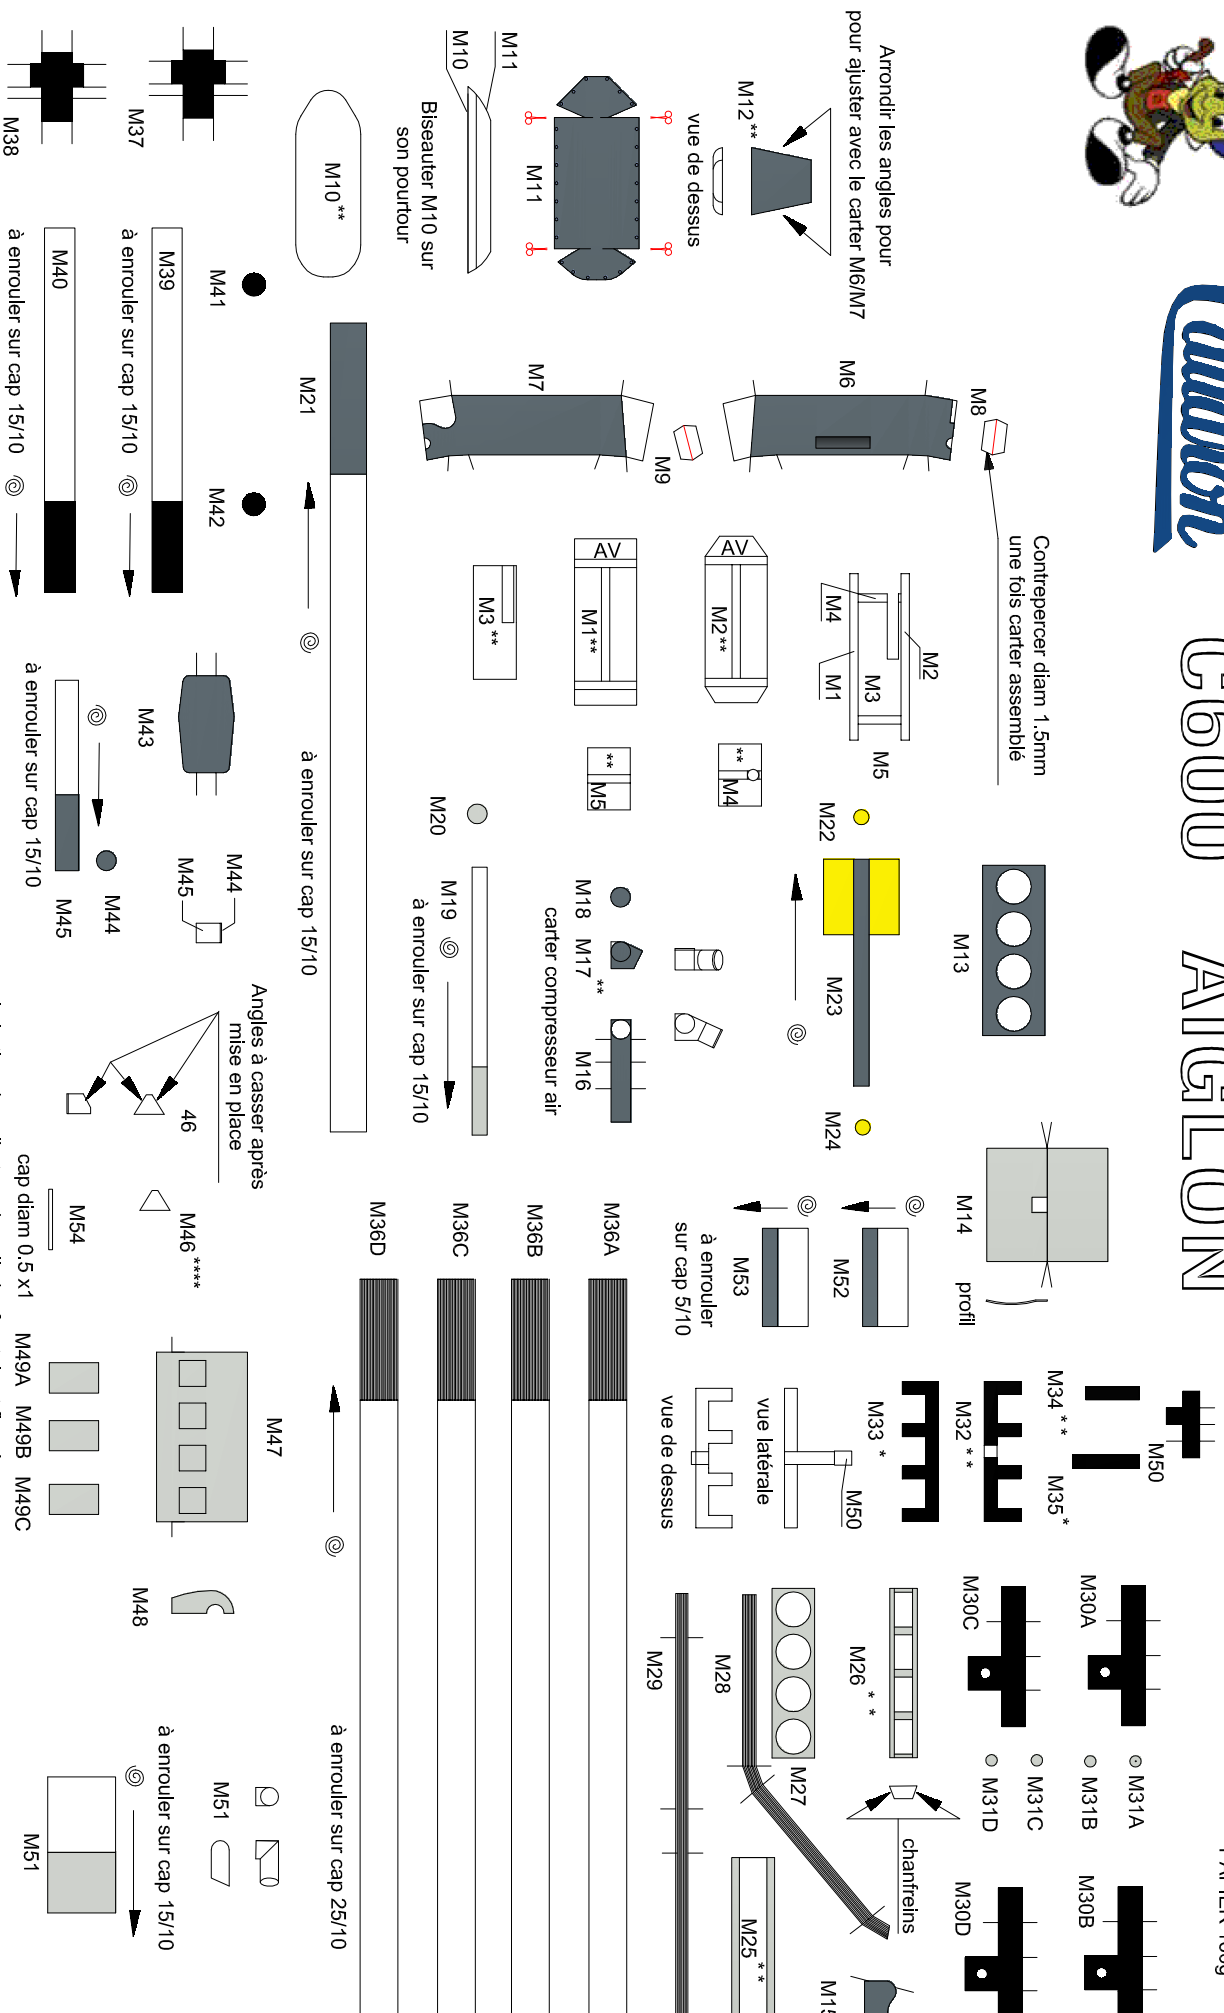 Caudron
C600 AIGLON
Arrondir les angles pour
pour ajuster avec le carter M6/M7
M12 **
vue de dessus
M11
M11
M10
Biseauter M10 sur
son pourtour
M10 **
M37
M38
M8
Contrepercer diam 1.5mm
une fois carter assemblé
M6
M7
M9
M21
à enrouler sur cap 15/10
M41
M42
M39
à enrouler sur cap 15/10
M40
à enrouler sur cap 15/10
M2
M4
M3
M1
M5
AV
M2**
AV
M1**
M3 **
**
M4
**
M5
M13
M22
M23
M24
M18
M17 **
M16
carter compresseur air
M20
M19
à enrouler sur cap 15/10
M43
M44
M45
M44
M45
à enrouler sur cap 15/10
M14
profil
M52
M53
à enrouler
sur cap 5/10
Angles à casser après
mise en place
46
M46 ****
M54
cap diam 0.5 x1
M36A
M36B
M36C
M36D
à enrouler sur cap 25/10
M47
M49A
M49B
M49C
M48
M50
M34 **
M35 *
M32 **
M33 *
M50
vue latérale
vue de dessus
M30A
M30C
M31A
M31B
M31C
M31D
M30B
M30D
M26 **
chanfreins
M27
M28
M29
M25 **
M51
à enrouler sur cap 15/10
M51